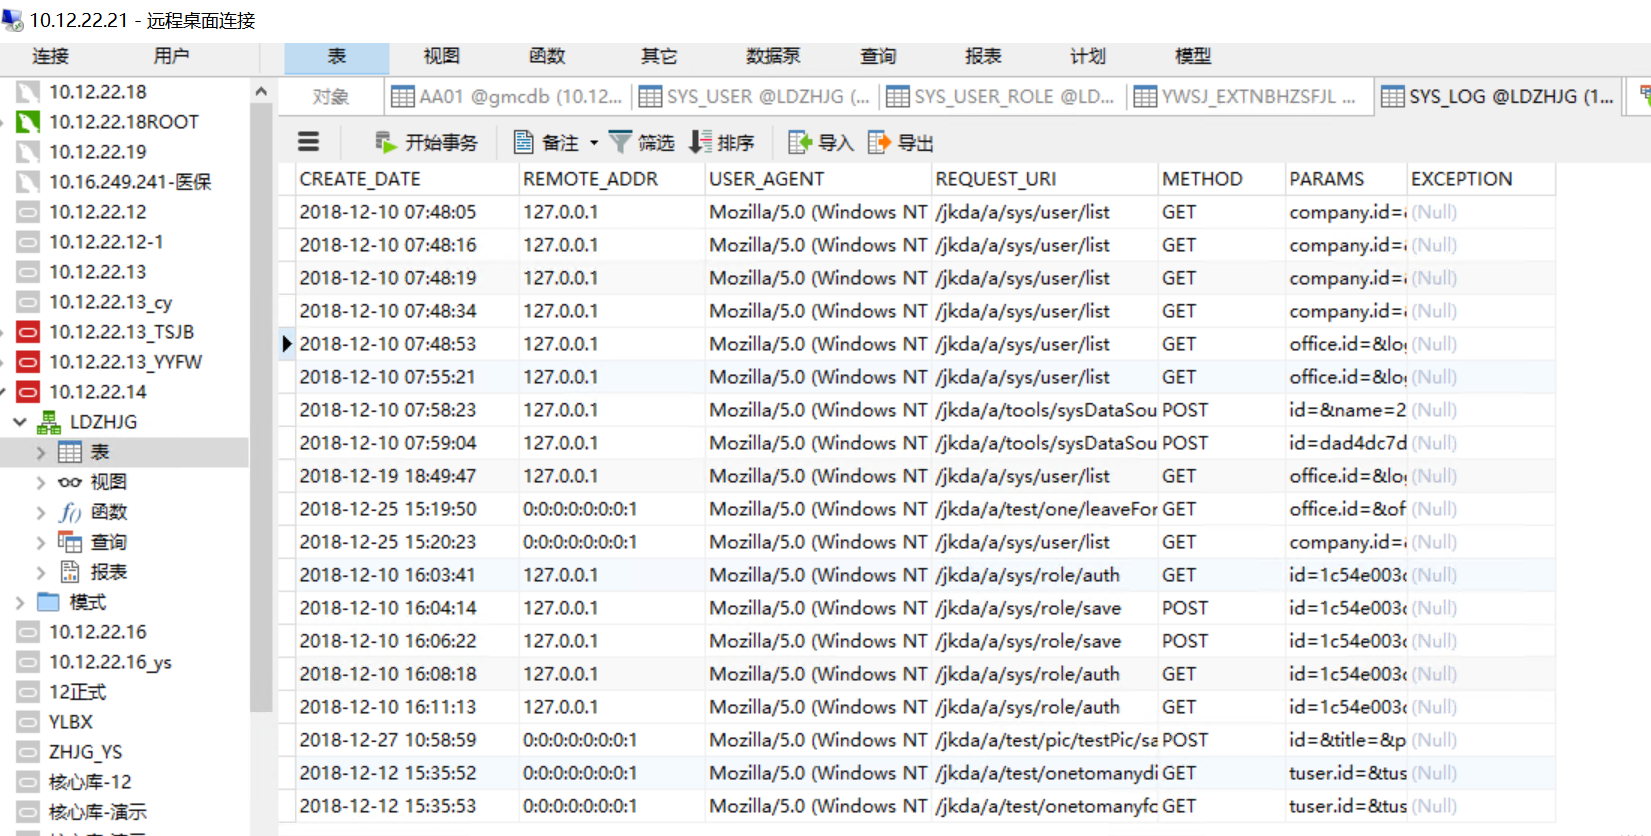 10.12.22.21 - 远程桌面连接
连接 用户 表 视图 函数 其它 数据泵 查询 报表 计划 模型
对象 AA01 @gmcdb (10.12... SYS_USER @LDZHJG (... SYS_USER_ROLE @LD... YWSJ_EXTNBHZSFJL ... SYS_LOG @LDZHJG (1...
开始事务 备注 筛选 排序 导入 导出
10.12.22.18
10.12.22.18ROOT
10.12.22.19
10.16.249.241-医保
10.12.22.12
10.12.22.12-1
10.12.22.13
10.12.22.13_cy
10.12.22.13_TSJB
10.12.22.13_YYFW
10.12.22.14
LDZHJG
表
视图
函数
查询
报表
模式
10.12.22.16
10.12.22.16_ys
12正式
YLBX
ZHJG_YS
核心库-12
核心库-演示
CREATE_DATE REMOTE_ADDR USER_AGENT REQUEST_URI METHOD PARAMS EXCEPTION
2018-12-10 07:48:05 127.0.0.1 Mozilla/5.0 (Windows NT /jkda/a/sys/user/list GET company.id=& (Null)
2018-12-10 07:48:16 127.0.0.1 Mozilla/5.0 (Windows NT /jkda/a/sys/user/list GET company.id=& (Null)
2018-12-10 07:48:19 127.0.0.1 Mozilla/5.0 (Windows NT /jkda/a/sys/user/list GET company.id=& (Null)
2018-12-10 07:48:34 127.0.0.1 Mozilla/5.0 (Windows NT /jkda/a/sys/user/list GET company.id=& (Null)
2018-12-10 07:48:53 127.0.0.1 Mozilla/5.0 (Windows NT /jkda/a/sys/user/list GET office.id=&log (Null)
2018-12-10 07:55:21 127.0.0.1 Mozilla/5.0 (Windows NT /jkda/a/sys/user/list GET office.id=&log (Null)
2018-12-10 07:58:23 127.0.0.1 Mozilla/5.0 (Windows NT /jkda/a/tools/sysDataSou POST id=&name=2 (Null)
2018-12-10 07:59:04 127.0.0.1 Mozilla/5.0 (Windows NT /jkda/a/tools/sysDataSou POST id=dad4dc7d (Null)
2018-12-19 18:49:47 127.0.0.1 Mozilla/5.0 (Windows NT /jkda/a/sys/user/list GET office.id=&log (Null)
2018-12-25 15:19:50 0:0:0:0:0:0:0:1 Mozilla/5.0 (Windows NT /jkda/a/test/one/leaveFor GET office.id=&of (Null)
2018-12-25 15:20:23 0:0:0:0:0:0:0:1 Mozilla/5.0 (Windows NT /jkda/a/sys/user/list GET company.id=& (Null)
2018-12-10 16:03:41 127.0.0.1 Mozilla/5.0 (Windows NT /jkda/a/sys/role/auth GET id=1c54e003c (Null)
2018-12-10 16:04:14 127.0.0.1 Mozilla/5.0 (Windows NT /jkda/a/sys/role/save POST id=1c54e003c (Null)
2018-12-10 16:06:22 127.0.0.1 Mozilla/5.0 (Windows NT /jkda/a/sys/role/save POST id=1c54e003c (Null)
2018-12-10 16:08:18 127.0.0.1 Mozilla/5.0 (Windows NT /jkda/a/sys/role/auth GET id=1c54e003c (Null)
2018-12-10 16:11:13 127.0.0.1 Mozilla/5.0 (Windows NT /jkda/a/sys/role/auth GET id=1c54e003c (Null)
2018-12-27 10:58:59 0:0:0:0:0:0:0:1 Mozilla/5.0 (Windows NT /jkda/a/test/pic/testPic/sa POST id=&title=&p (Null)
2018-12-12 15:35:52 0:0:0:0:0:0:0:1 Mozilla/5.0 (Windows NT /jkda/a/test/onetomanydi GET tuser.id=&tus (Null)
2018-12-12 15:35:53 0:0:0:0:0:0:0:1 Mozilla/5.0 (Windows NT /jkda/a/test/onetomanyfo GET tuser.id=&tus (Null)